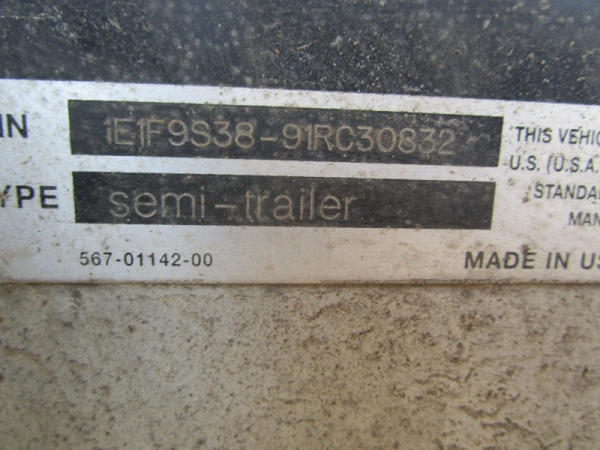 IN 1E1F9S38-91RC30832
YPE semi-trailer
567-01142-00
THIS VEHIC
U.S. (U.S.A.
STANDA
MAN
MADE IN US